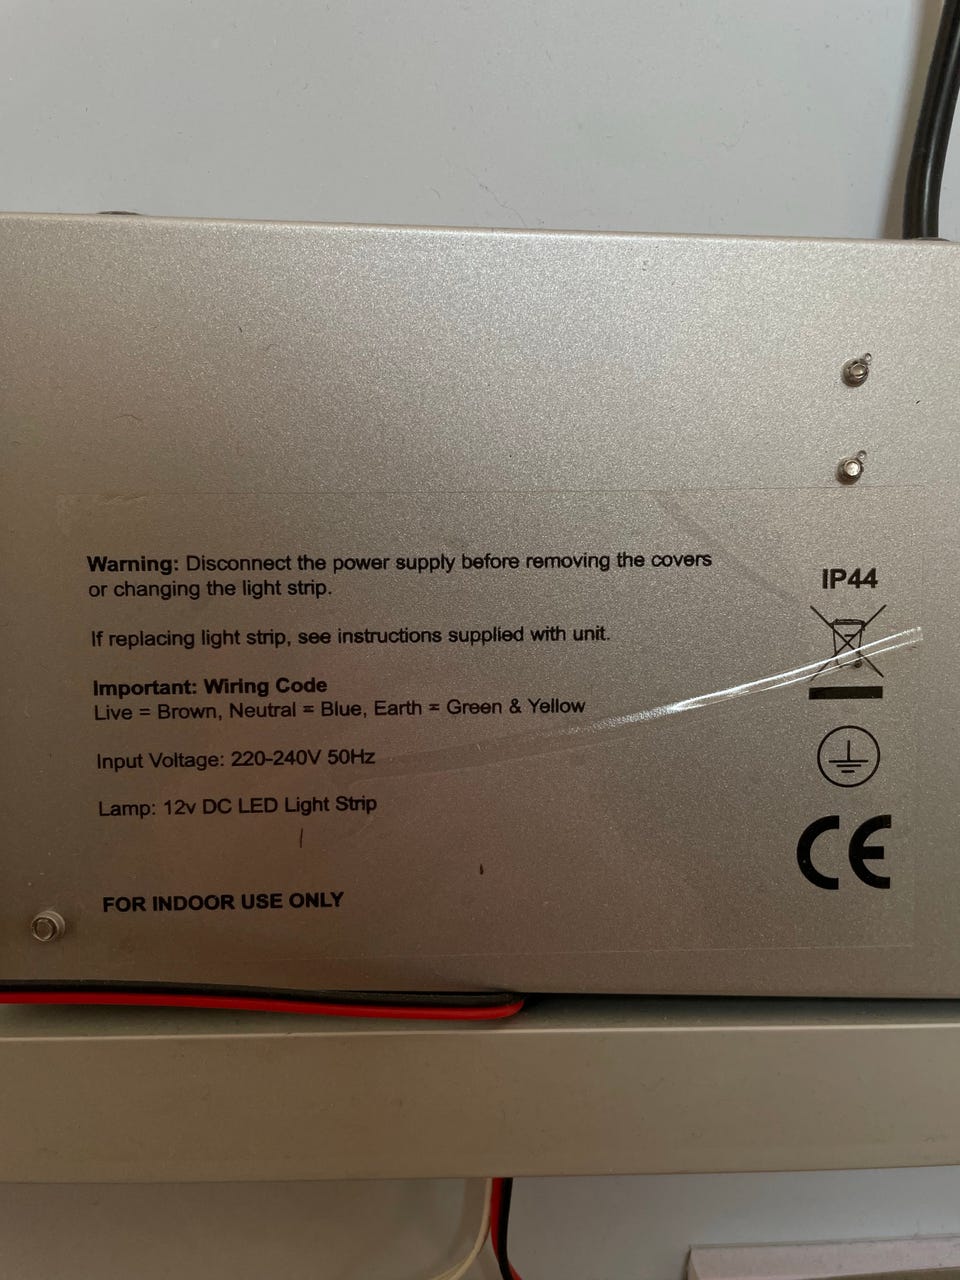 Warning: Disconnect the power supply before removing the covers
or changing the light strip.
If replacing light strip, see instructions supplied with unit.
Important: Wiring Code
Live = Brown, Neutral = Blue, Earth = Green & Yellow
Input Voltage: 220-240V 50Hz
Lamp: 12v DC LED Light Strip
FOR INDOOR USE ONLY
IP44
CE